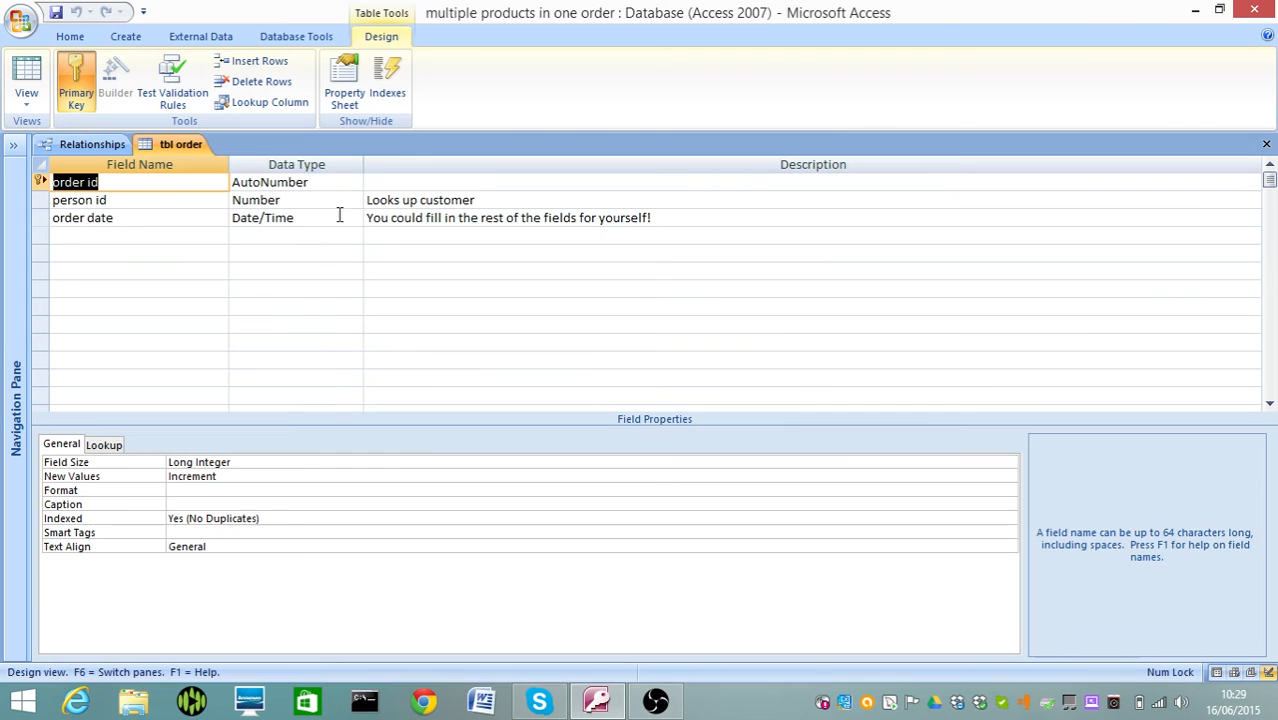 Table Tools
multiple products in one order : Database (Access 2007) - Microsoft Access
Home
Create
External Data
Database Tools
Design
View
Primary
Key
Builder
Test Validation
Rules
Insert Rows
Delete Rows
Lookup Column
Property
Sheet
Indexes
Views
Tools
Show/Hide
Relationships
tbl order
Field Name
Data Type
Description
order id
AutoNumber
person id
Number
Looks up customer
order date
Date/Time
You could fill in the rest of the fields for yourself!
Navigation Pane
Field Properties
General
Lookup
Field Size
Long Integer
New Values
Increment
Format
Caption
Indexed
Yes (No Duplicates)
Smart Tags
Text Align
General
A field name can be up to 64 characters long,
including spaces. Press F1 for help on field
names.
Design view. F6 = Switch panes. F1 = Help.
Num Lock
10:29
16/06/2015